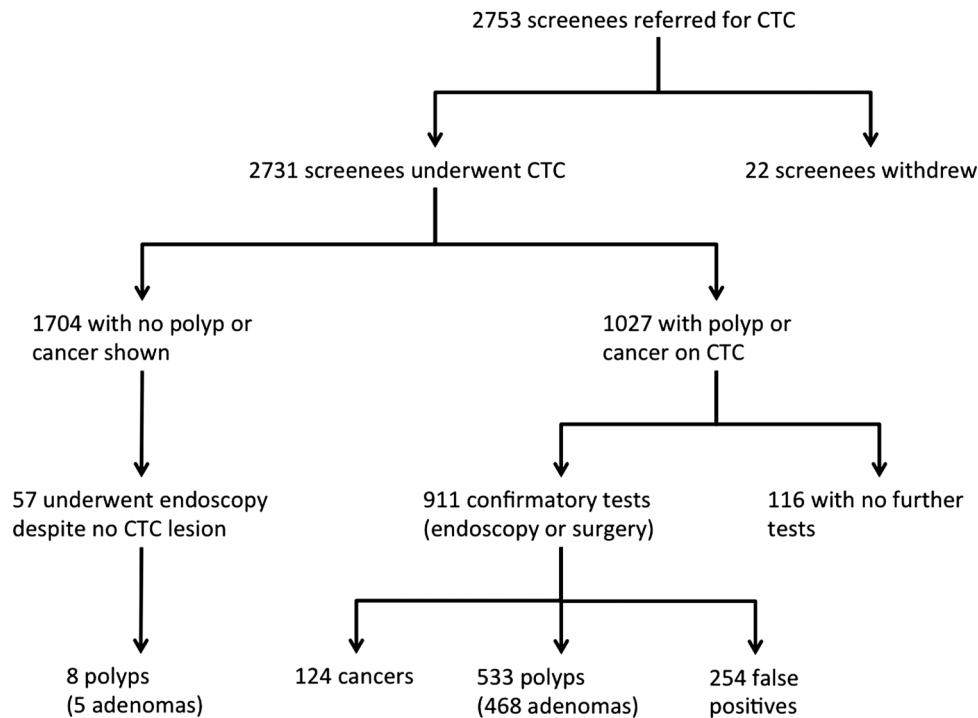 2753 screenees referred for CTC
2731 screenees underwent CTC
22 screenees withdrew
1704 with no polyp or
cancer shown
1027 with polyp or
cancer on CTC
57 underwent endoscopy
despite no CTC lesion
911 confirmatory tests
(endoscopy or surgery)
116 with no further
tests
8 polyps
(5 adenomas)
124 cancers
533 polyps
(468 adenomas)
254 false
positives